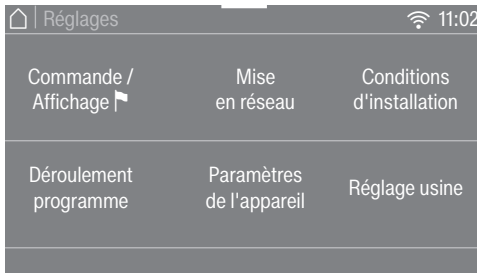 Réglages 11:02
Commande /
Affichage
Mise
en réseau
Conditions
d'installation
Déroulement
programme
Paramètres
de l'appareil
Réglage usine